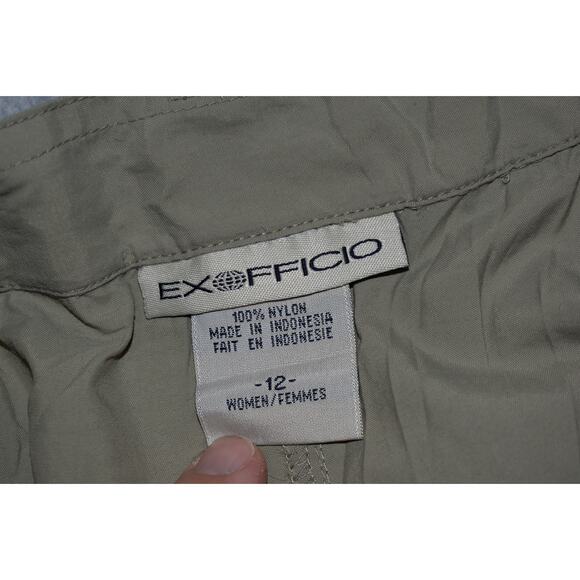 EXOFFICIO
100% NYLON
MADE IN INDONESIA
FAIT EN INDONESIE
-12-
WOMEN/FEMMES